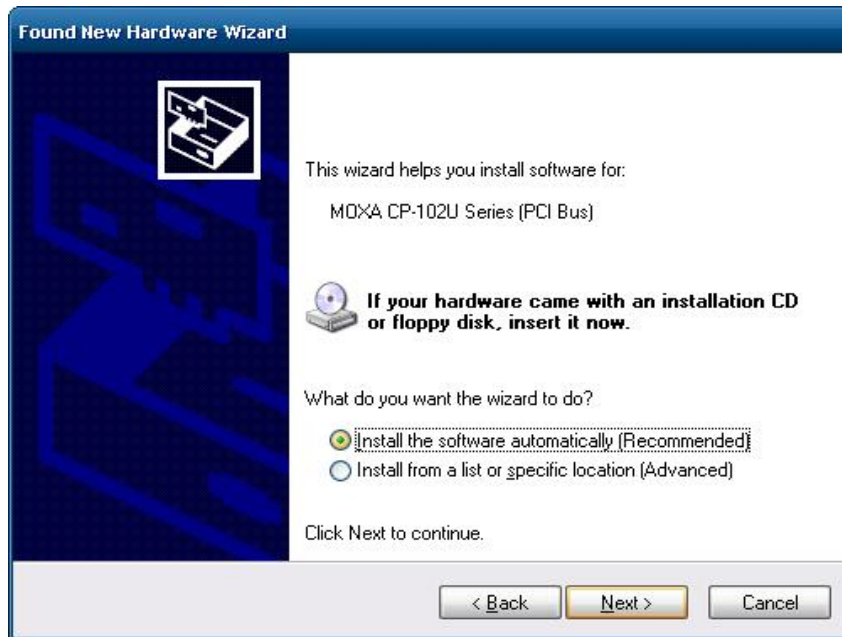 Found New Hardware Wizard
This wizard helps you install software for:
MOXA CP-102U Series (PCI Bus)
If your hardware came with an installation CD
or floppy disk, insert it now.
What do you want the wizard to do?
Install the software automatically (Recommended)
Install from a list or specific location (Advanced)
Click Next to continue.
< Back Next > Cancel